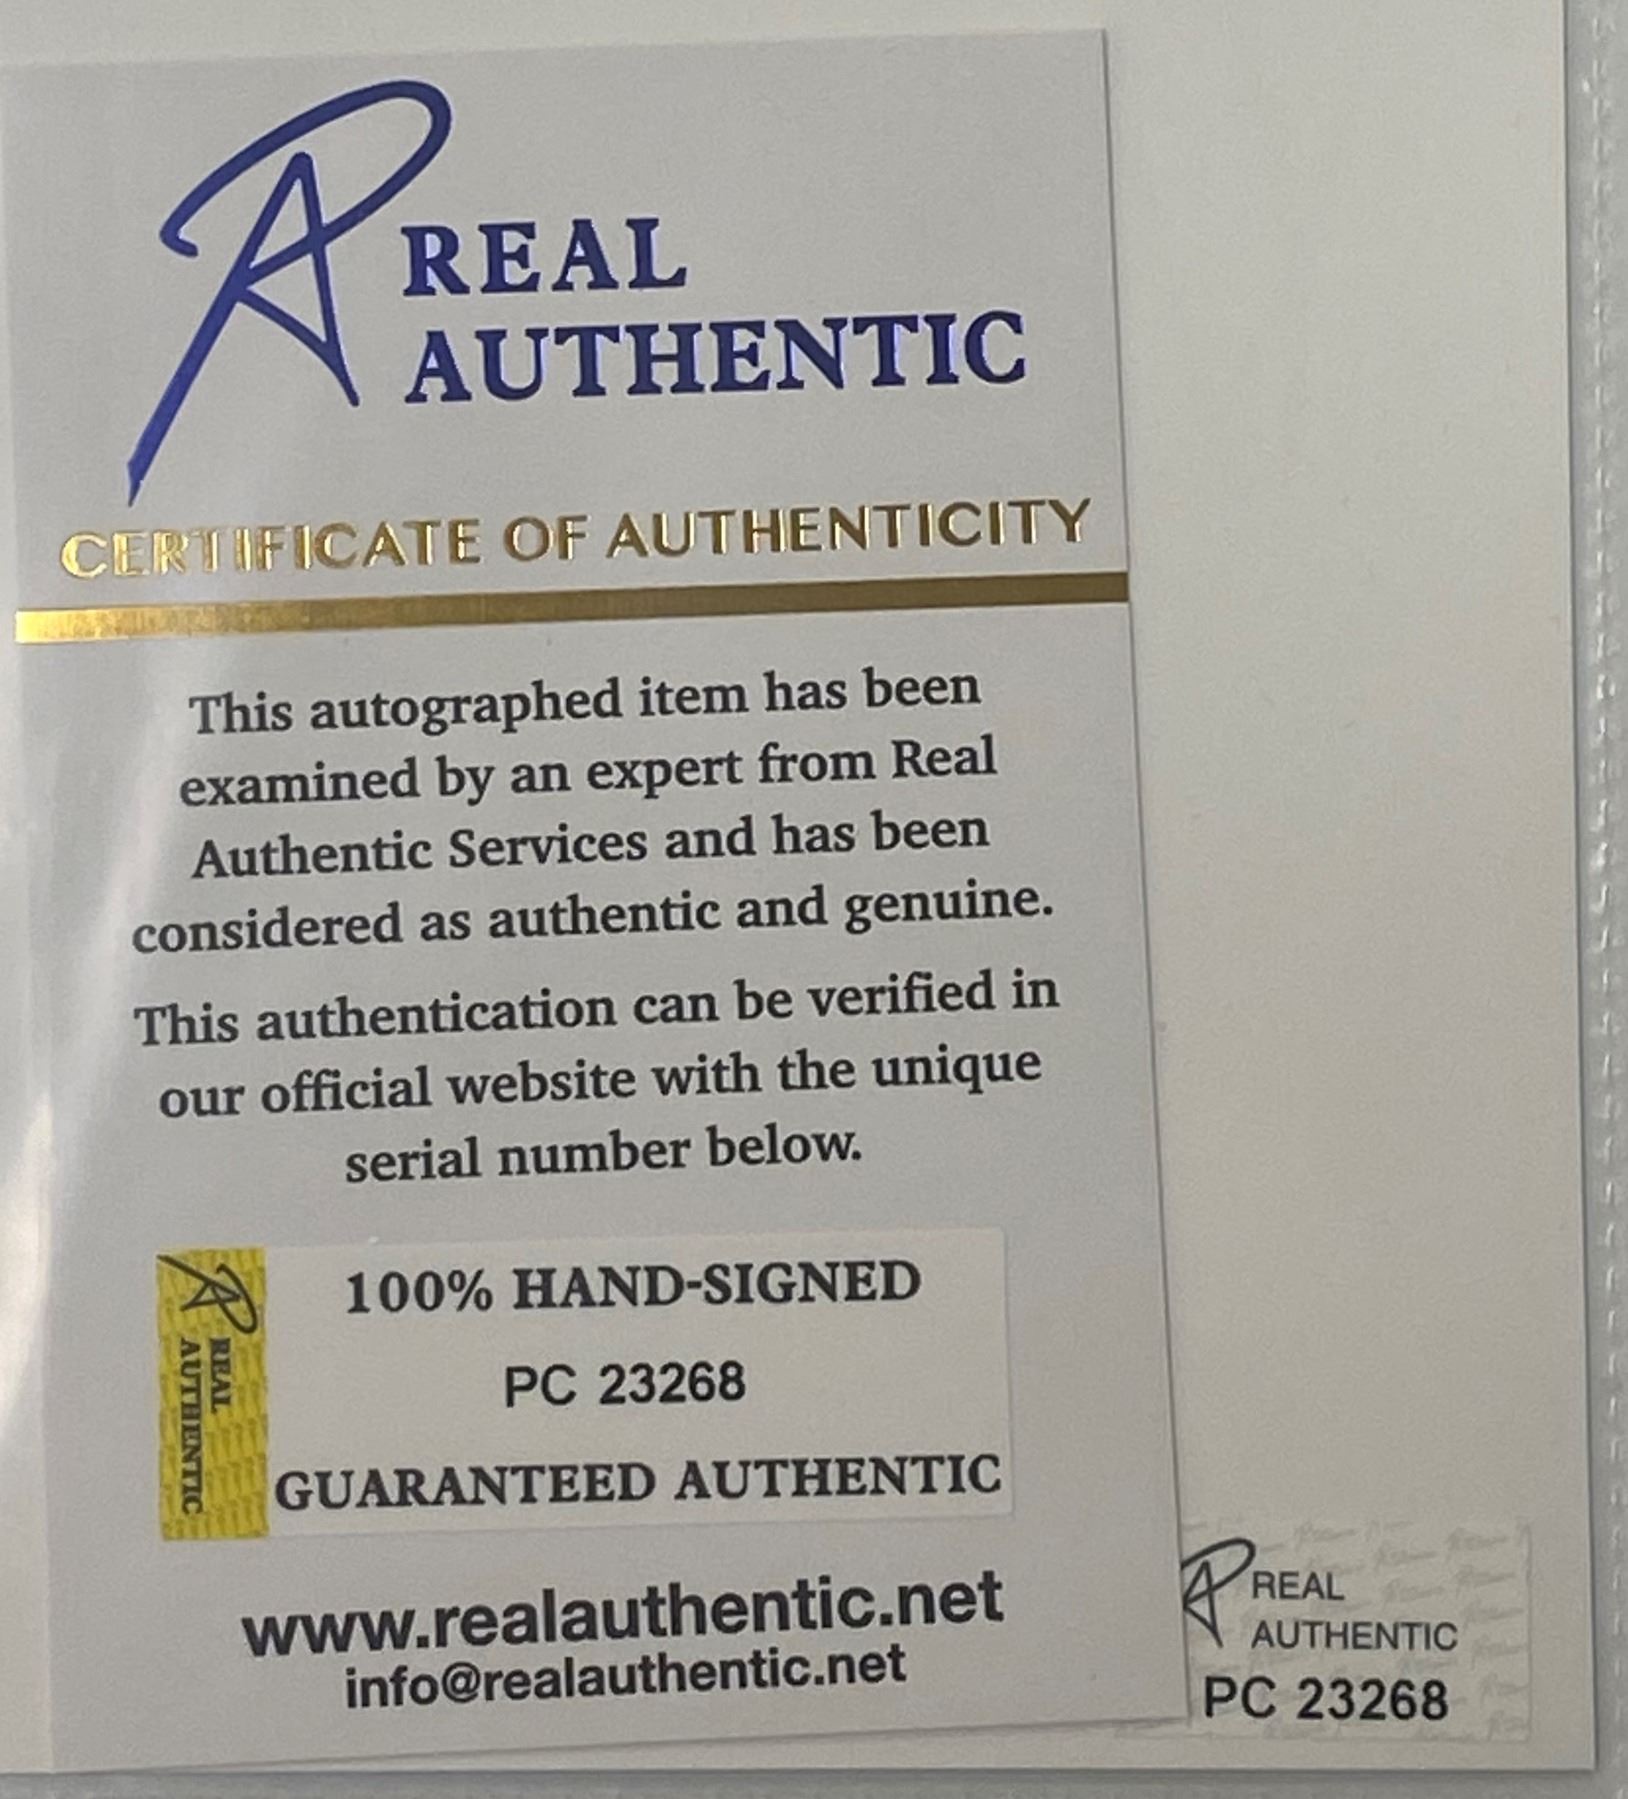 REAL
AUTHENTIC
CERTIFICATE OF AUTHENTICITY
This autographed item has been
examined by an expert from Real
Authentic Services and has been
considered as authentic and genuine.
This authentication can be verified in
our official website with the unique
serial number below.
REAL
AUTHENTIC
100% HAND-SIGNED
PC 23268
GUARANTEED AUTHENTIC
www.realauthentic.net
info@realauthentic.net
REAL
AUTHENTIC
PC 23268